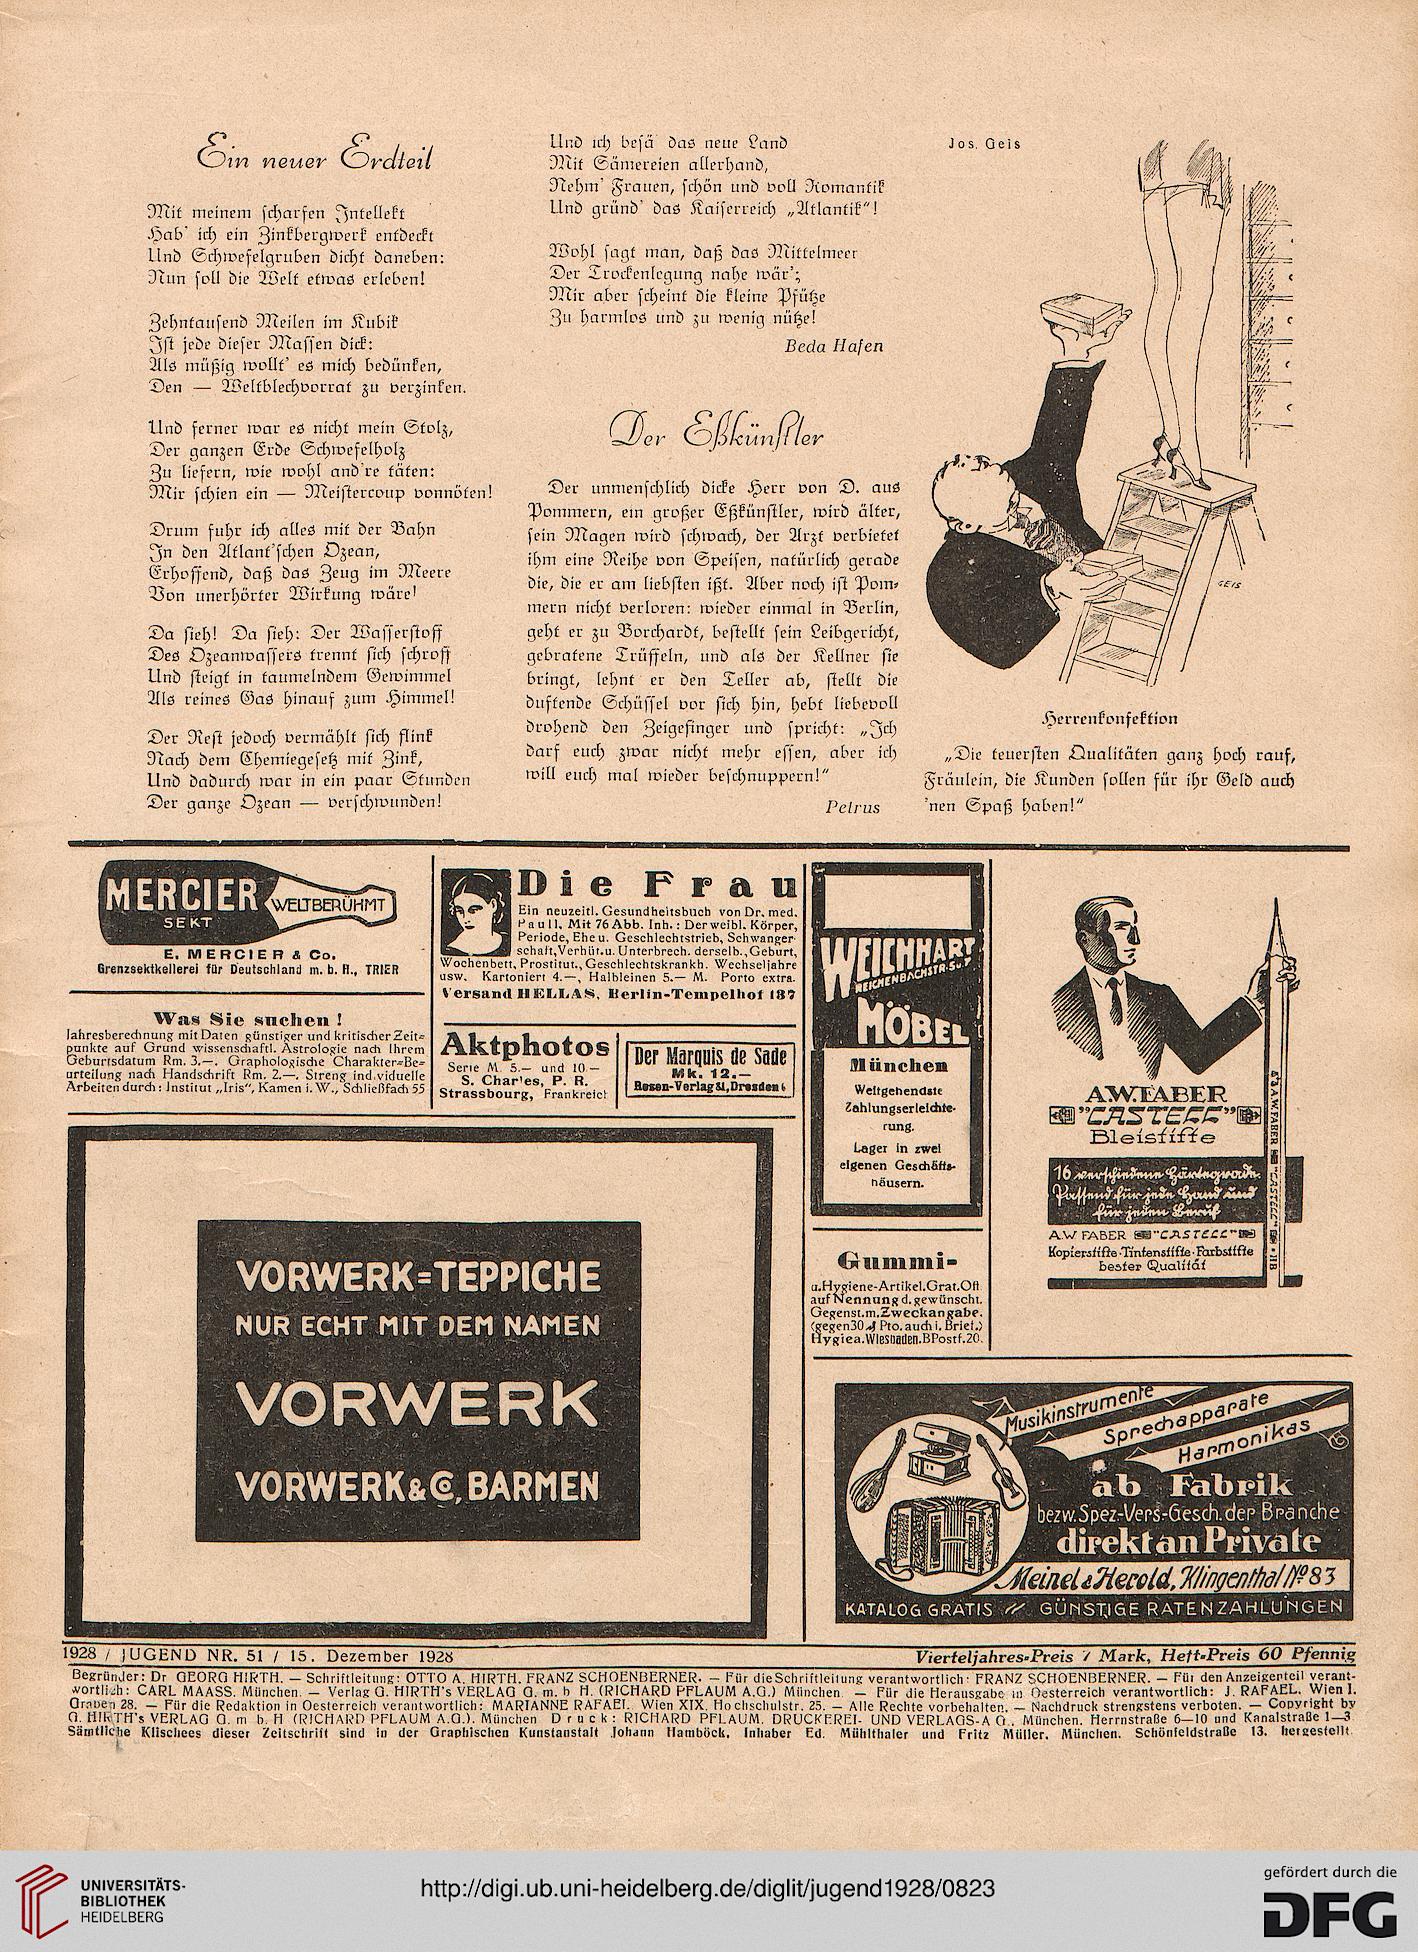 Ein neuer Erdteil
Mit meinem scharfen Intellekt
Hab' ich ein Zinkbergwerk entdeckt
Und Schwefelgruben dicht daneben:
Nun soll die Welt etwas erleben!
Zehntausend Meilen im Kubik
Ist jede dieser Massen dick:
Als müßig wollt' es mich bedünken,
Den — Weltblechvorrat zu verzinken.
Und ferner war es nicht mein Stolz,
Der ganzen Erde Schwefelholz
Zu liefern, wie wohl and're täten:
Mir schien ein — Meistercoup vonnöten!
Drum fuhr ich alles mit der Bahn
In den Atlant'schen Ozean,
Erhoffend, daß das Zeug im Meere
Von unerhörter Wirkung wäre!
Da sieh! Da sieh: Der Wasserstoff
Des Ozeanwassers trennt sich schroff
Und steigt in taumelndem Gewimmel
Als reines Gas hinauf zum Himmel!
Der Rest jedoch vermählt sich flink
Nach dem Chemiegesetz mit Zink,
Und dadurch war in ein paar Stunden
Der ganze Ozean — verschwunden!
Und ich besä' das neue Land
Mit Sämereien allerhand,
Nehm' Frauen, schön und voll Romantik
Und gründ' das Kaiserreich „Atlantik"!
Wohl sagt man, daß das Mittelmeer
Der Trockenlegung nahe wär';
Mir aber scheint die kleine Pfütze
Zu harmlos und zu wenig nütze!
Beda Hafen
Der Eßkünstler
Der unmenschlich dicke Herr von D. aus
Pommern, ein großer Eßkünstler, wird älter,
sein Magen wird schwach, der Arzt verbietet
ihm eine Reihe von Speisen, natürlich gerade
die, die er am liebsten ißt. Aber noch ist Pom-
mern nicht verloren: wieder einmal in Berlin,
geht er zu Borchardt, bestellt sein Leibgericht,
gebratene Trüffeln, und als der Kellner sie
bringt, lehnt er den Teller ab, stellt die
duftende Schüssel vor sich hin, hebt liebevoll
drohend den Zeigefinger und spricht: „Ich
darf euch zwar nicht mehr essen, aber ich
will euch mal wieder beschnuppern!"
Petrus
Jos. Geis
GEIS
Herrenkonfektion
„Die teuersten Qualitäten ganz hoch rauf,
Fräulein, die Kunden sollen für ihr Geld auch
'nen Spaß haben!"
MERCIER
SEKT
WELTBERÜHMT
E. MERCIER & Co.
Grenzsektkellerei für Deutschland m. b. H., TRIER
Was Sie suchen!
Jahresberechnung mit Daten günstiger und kritischer Zeit-
punkte auf Grund wissenschaftl. Astrologie nach Ihrem
Geburtsdatum Rm. 3.—. Graphologische Charakter-Be-
urteilung nach Handschrift Rm. 2.—. Streng individuelle
Arbeiten durch: Institut „Iris", Kamen i. W., Schließfach 55
Die Frau
Ein neuzeitl. Gesundheitsbuch von Dr. med.
Paull. Mit 76 Abb. Inh.: Der weibl. Körper,
Periode, Ehe u. Geschlechtstrieb, Schwanger-
schaft, Verhüt. u. Unterbrech. derselb., Geburt,
Wochenbett, Prostitut., Geschlechtskrankh. Wechseljahre
usw. Kartoniert 4.—, Halbleinen 5.— M. Porto extra.
Versand HELLAS, Berlin-Tempelhof 187
Aktphotos
Serie M. 5.— und 10.—
S. Charles, P. R.
Strassbourg, Frankreich
Der Marquis de Sade
Mk. 12.—
Rosen-Verlag, Dresden 6
WEICHHART
REICHENBACHSTR.
MÖBEL
München
Weitgehendste
Zahlungserleichte-
rung.
Lager in zwei
eigenen Geschäfts-
häusern.
Gummi-
u. Hygiene-Artikel. Grat. Off.
auf Nennung d. gewünscht.
Gegenst. m. Zweckangabe.
(gegen 30 ₰ Pto. auch i. Brief.)
Hygiea. Wiesbaden. B Postf. 20.
A.W.FABER
"CASTELL"
Bleistifte
16 verschiedene Härtegrade.
Passend für jede Hand und
für jeden Beruf
A.W FABER "CASTELL"
Kopierstifte·Tintenstifte·Farbstifte
bester Qualität
A.W.FABER "CASTELL" HB
VORWERK=TEPPICHE
NUR ECHT MIT DEM NAMEN
VORWERK
VORWERK & Co, BARMEN
Musikinstrumente
Sprechapparate
Harmonikas
ab Fabrik
bezw. Spez-Vers-Gesch. der Branche
direkt an Private
Meinel & Herold, Klingenthal No 83
KATALOG GRATIS // GÜNSTIGE RATENZAHLUNGEN
1928 / JUGEND NR. 51 / 15. Dezember 1928
Vierteljahres-Preis 7 Mark, Heft-Preis 60 Pfennig
Begründer: Dr GEORG HIRTH. — Schriftleitung: OTTO A. HIRTH, FRANZ SCHOENBERNER. — Für die Schriftleitung verantwortlich: FRANZ SCHOENBERNER. — Für den Anzeigenteil verant-
wortlich: CARL MAASS. München. — Verlag G. HIRTH's VERLAG G. m. b H. (RICHARD PFLAUM A.G.) München — Für die Herausgabe in Oesterreich verantwortlich: J. RAFAEL. Wien I.
Graben 28. — Für die Redaktion in Oesterreich verantwortlich: MARIANNE RAFAEL. Wien XIX, Hochschulstr. 25. — Alle Rechte vorbehalten. — Nachdruck strengstens verboten. — Copyright by
G. HIRTH's VERLAG G. m b. H (RICHARD PFLAUM A.G.). München Druck: RICHARD PFLAUM. DRUCKEREI- UND VERLAGS-A G., München. Herrnstraße 6—10 und Kanalstraße 1—3
Sämtliche Klischees dieser Zeitschrift sind in der Graphischen Kunstanstalt Johann Hamböck, Inhaber Ed. Mühlthaler und Fritz Müller, München, Schönfeldstraße 13, hergestellt
UNIVERSITÄTS-
BIBLIOTHEK
HEIDELBERG
http://digi.ub.uni-heidelberg.de/diglit/jugend1928/0823
gefördert durch die
DFG